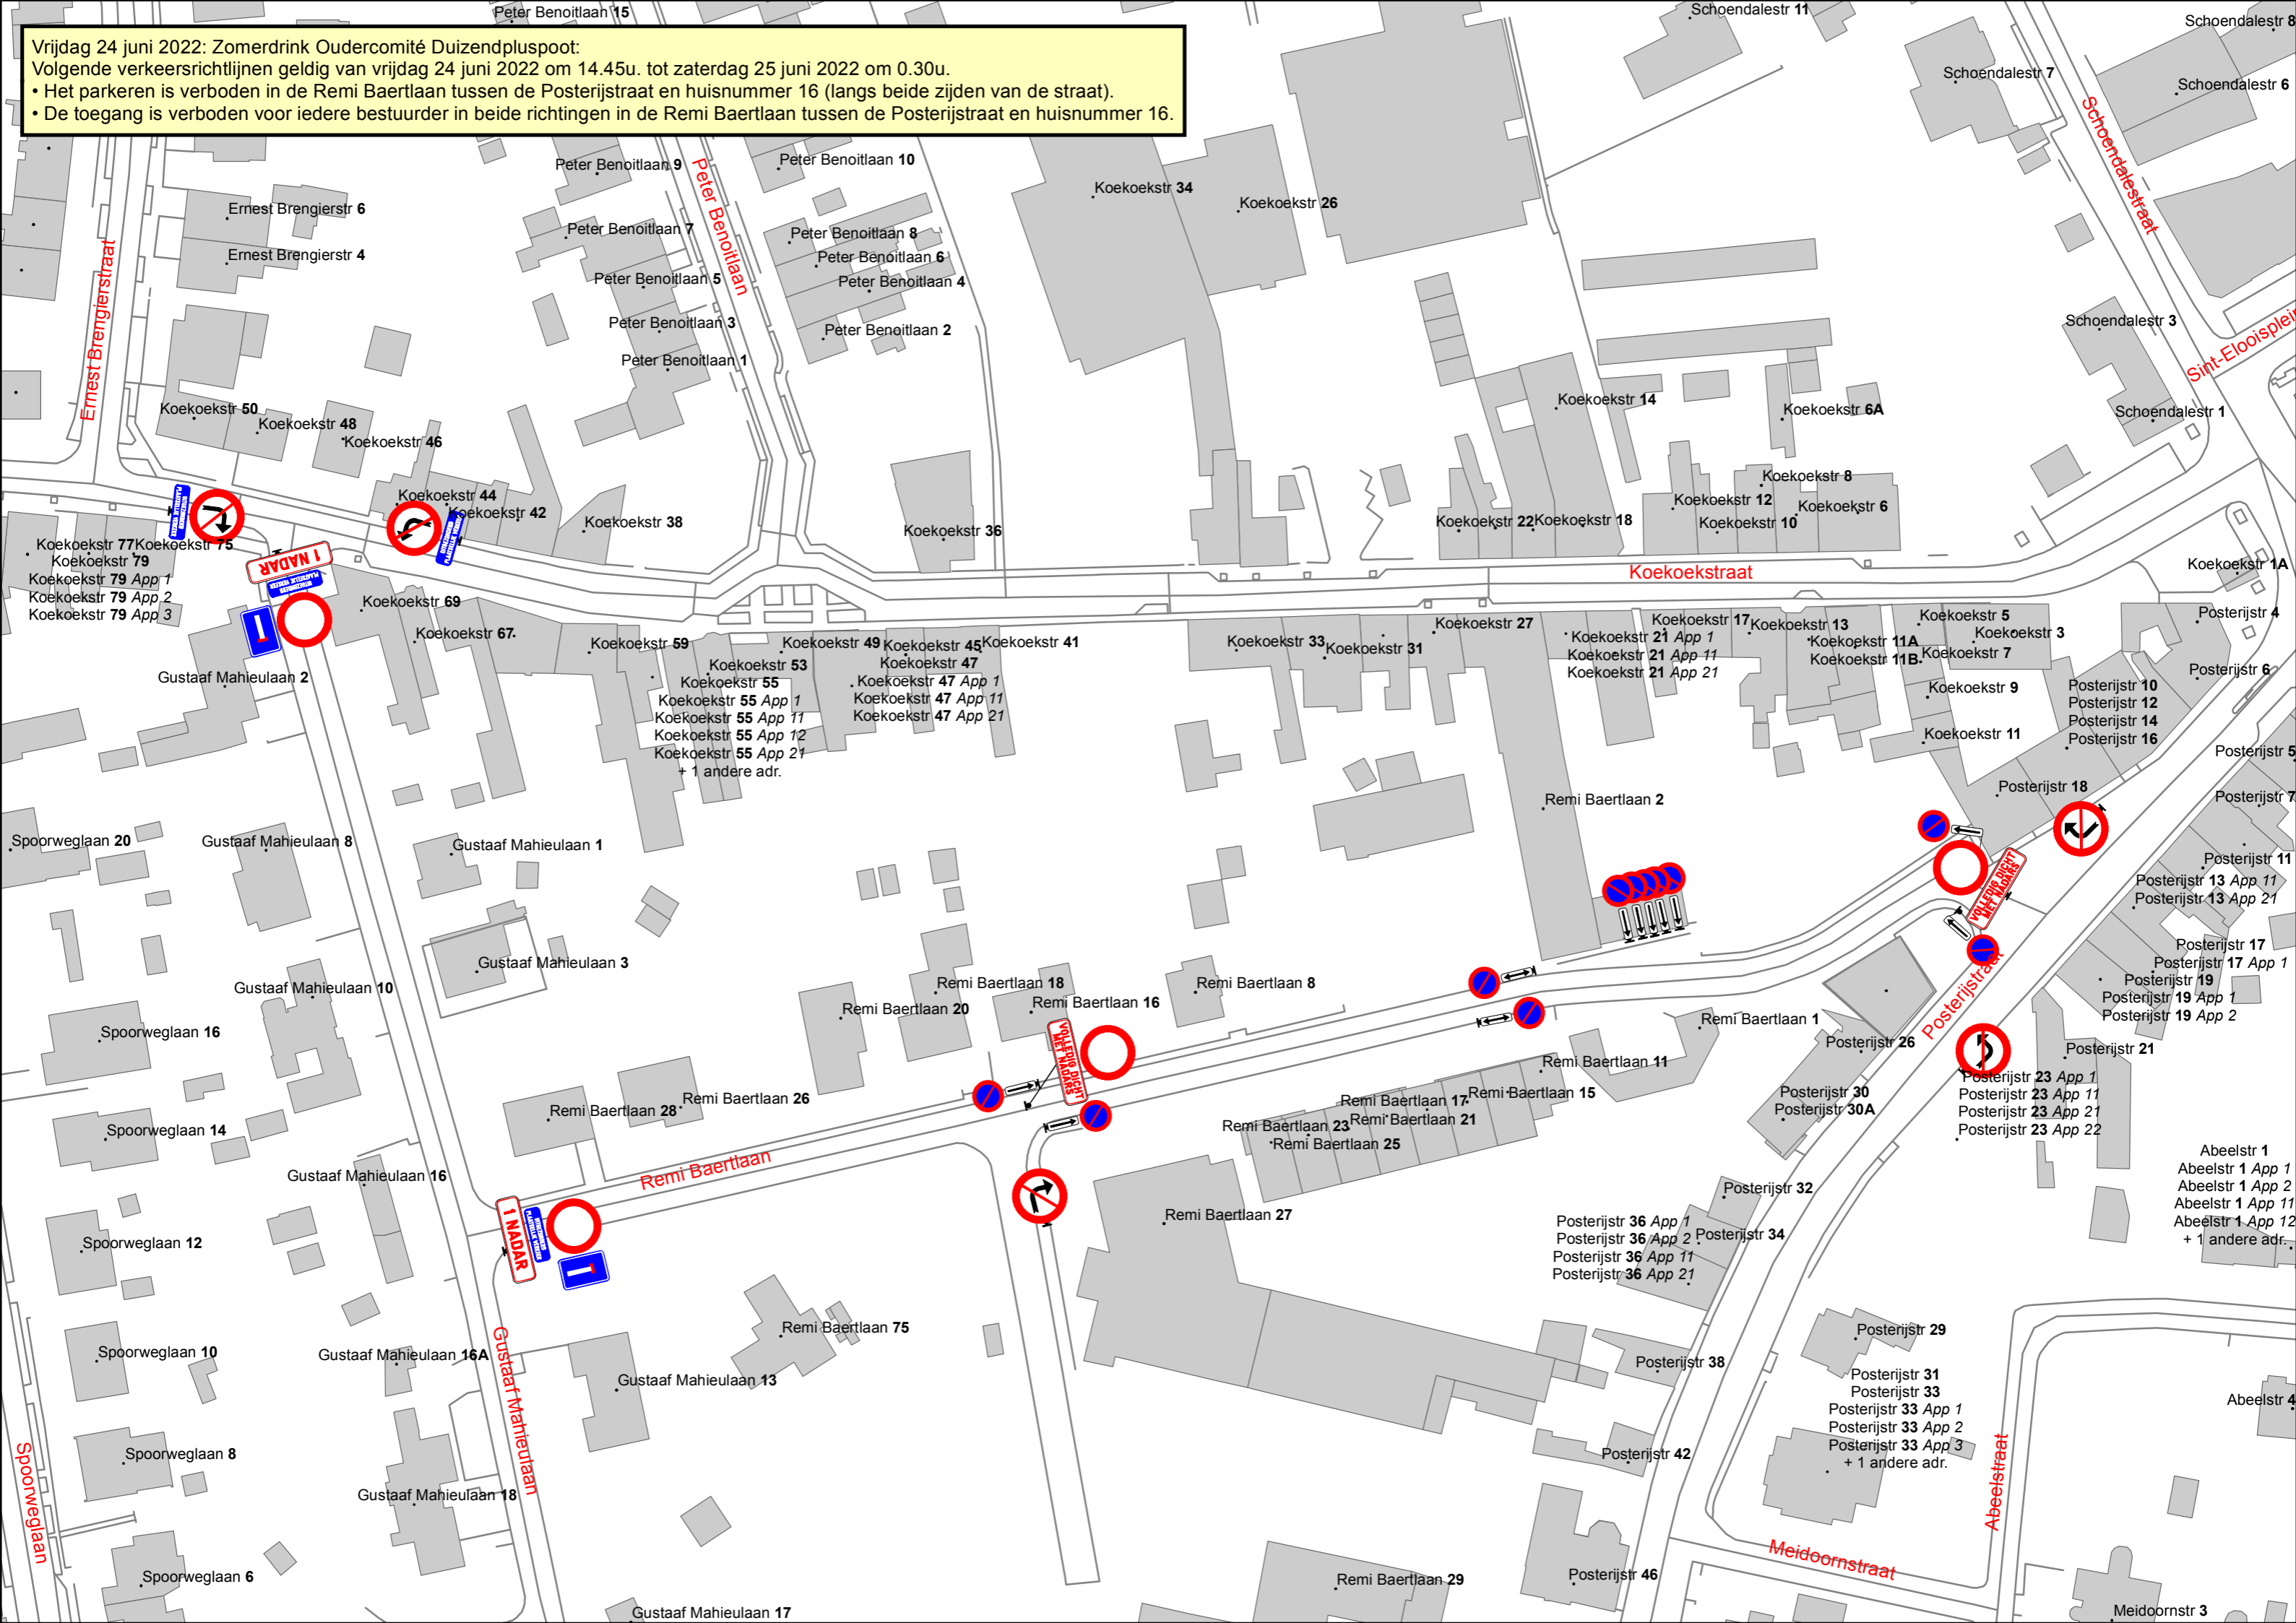 Peter Benoitlaan 15
Schoendalestr 11
Schoendalestr 8
Vrijdag 24 juni 2022: Zomerdrink Oudercomité Duizendpluspoot:
Volgende verkeersrichtlijnen geldig van vrijdag 24 juni 2022 om 14.45u. tot zaterdag 25 juni 2022 om 0.30u.
• Het parkeren is verboden in de Remi Baertlaan tussen de Posterijstraat en huisnummer 16 (langs beide zijden van de straat).
• De toegang is verboden voor iedere bestuurder in beide richtingen in de Remi Baertlaan tussen de Posterijstraat en huisnummer 16.
Schoendalestr 7
Schoendalestr 6
Schoendalestraat
Peter Benoitlaan 9
Peter Benoitlaan 10
Peter Benoitlaan
Koekoekstr 34
Koekoekstr 26
Ernest Brengierstr 6
Ernest Brengierstr 4
Ernest Brengierstraat
Peter Benoitlaan 7
Peter Benoitlaan 8
Peter Benoitlaan 6
Peter Benoitlaan 5
Peter Benoitlaan 4
Peter Benoitlaan 3
Peter Benoitlaan 2
Peter Benoitlaan 1
Schoendalestr 3
Sint-Elooisplein
Schoendalestr 1
Koekoekstr 14
Koekoekstr 6A
Koekoekstr 50
Koekoekstr 48
Koekoekstr 46
Koekoekstr 44
Koekoekstr 42
Koekoekstr 38
Koekoekstr 36
Koekoekstr 22
Koekoekstr 18
Koekoekstr 12
Koekoekstr 10
Koekoekstr 8
Koekoekstr 6
Koekoekstraat
Koekoekstr 1A
Koekoekstr 77
Koekoekstr 75
Koekoekstr 79
Koekoekstr 79 App 1
Koekoekstr 79 App 2
Koekoekstr 79 App 3
1 NADAR
Koekoekstr 69
Koekoekstr 67
Koekoekstr 59
Koekoekstr 53
Koekoekstr 55
Koekoekstr 55 App 1
Koekoekstr 55 App 11
Koekoekstr 55 App 12
Koekoekstr 55 App 21
+ 1 andere adr.
Koekoekstr 49
Koekoekstr 45
Koekoekstr 41
Koekoekstr 47
Koekoekstr 47 App 1
Koekoekstr 47 App 11
Koekoekstr 47 App 21
Koekoekstr 33
Koekoekstr 31
Koekoekstr 27
Koekoekstr 21 App 1
Koekoekstr 21 App 11
Koekoekstr 21 App 21
Koekoekstr 17
Koekoekstr 13
Koekoekstr 11A
Koekoekstr 11B
Koekoekstr 5
Koekoekstr 3
Koekoekstr 7
Koekoekstr 9
Koekoekstr 11
Posterijstr 4
Posterijstr 6
Posterijstr 10
Posterijstr 12
Posterijstr 14
Posterijstr 16
Posterijstr 18
Posterijstr 5
Posterijstr 7
Posterijstr 11
Posterijstr 13 App 11
Posterijstr 13 App 21
Posterijstr 17
Posterijstr 17 App 1
Posterijstr 19
Posterijstr 19 App 1
Posterijstr 19 App 2
Posterijstr 21
Posterijstr 23 App 1
Posterijstr 23 App 11
Posterijstr 23 App 21
Posterijstr 23 App 22
VOLLEDIG DICHT
MET NADARS
Posterijstraat
Gustaaf Mahieulaan 2
Gustaaf Mahieulaan 8
Gustaaf Mahieulaan 1
Gustaaf Mahieulaan 3
Gustaaf Mahieulaan 10
Spoorweglaan 20
Spoorweglaan 16
Spoorweglaan 14
Spoorweglaan 12
Spoorweglaan 10
Spoorweglaan 8
Spoorweglaan 6
Spoorweglaan
Remi Baertlaan 2
Remi Baertlaan 18
Remi Baertlaan 20
Remi Baertlaan 16
Remi Baertlaan 8
Remi Baertlaan 1
Remi Baertlaan 11
Remi Baertlaan 15
Remi Baertlaan 17
Remi Baertlaan 21
Remi Baertlaan 23
Remi Baertlaan 25
Remi Baertlaan 26
Remi Baertlaan 28
VOLLEDIG DICHT
MET NADARS
Remi Baertlaan
1 NADAR
Remi Baertlaan 27
Remi Baertlaan 75
Remi Baertlaan 29
Gustaaf Mahieulaan 16
Gustaaf Mahieulaan 16A
Gustaaf Mahieulaan 13
Gustaaf Mahieulaan 18
Gustaaf Mahieulaan 17
Gustaaf Mahieulaan
Posterijstr 26
Posterijstr 30
Posterijstr 30A
Posterijstr 32
Posterijstr 34
Posterijstr 36 App 1
Posterijstr 36 App 2
Posterijstr 36 App 11
Posterijstr 36 App 21
Posterijstr 38
Posterijstr 42
Posterijstr 46
Posterijstr 29
Posterijstr 31
Posterijstr 33
Posterijstr 33 App 1
Posterijstr 33 App 2
Posterijstr 33 App 3
+ 1 andere adr.
Abeelstr 1
Abeelstr 1 App 1
Abeelstr 1 App 2
Abeelstr 1 App 11
Abeelstr 1 App 12
+ 1 andere adr.
Abeelstr 4
Abeelstraat
Meidoornstraat
Meidoornstr 3